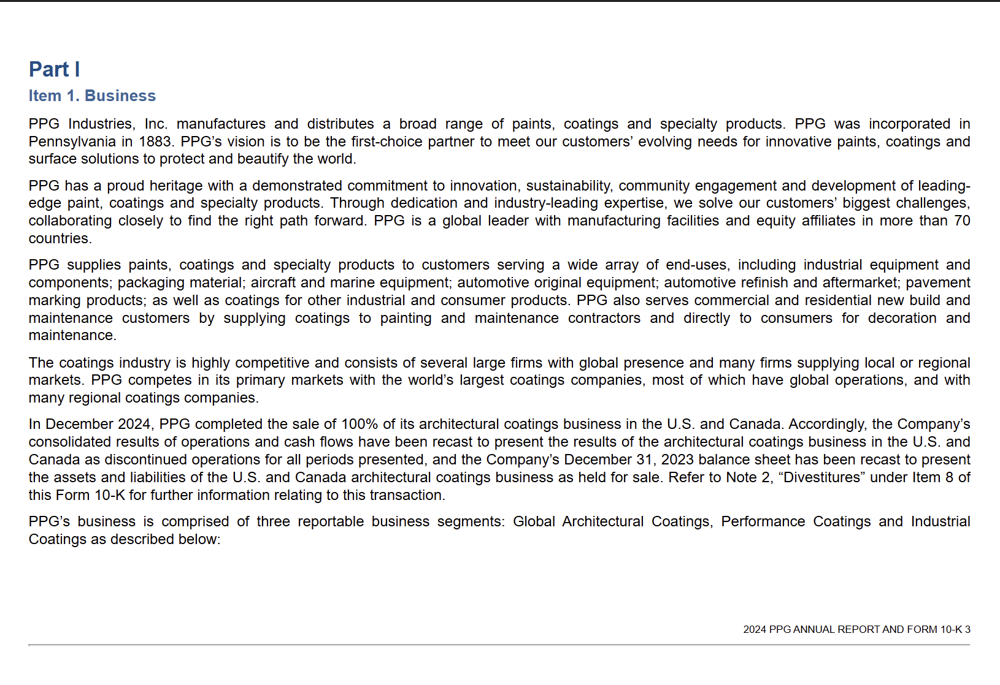 Part I
Item 1. Business
PPG Industries, Inc. manufactures and distributes a broad range of paints, coatings and specialty products. PPG was incorporated in
Pennsylvania in 1883. PPG’s vision is to be the first-choice partner to meet our customers’ evolving needs for innovative paints, coatings and
surface solutions to protect and beautify the world.
PPG has a proud heritage with a demonstrated commitment to innovation, sustainability, community engagement and development of leading-
edge paint, coatings and specialty products. Through dedication and industry-leading expertise, we solve our customers’ biggest challenges,
collaborating closely to find the right path forward. PPG is a global leader with manufacturing facilities and equity affiliates in more than 70
countries.
PPG supplies paints, coatings and specialty products to customers serving a wide array of end-uses, including industrial equipment and
components; packaging material; aircraft and marine equipment; automotive original equipment; automotive refinish and aftermarket; pavement
marking products; as well as coatings for other industrial and consumer products. PPG also serves commercial and residential new build and
maintenance customers by supplying coatings to painting and maintenance contractors and directly to consumers for decoration and
maintenance.
The coatings industry is highly competitive and consists of several large firms with global presence and many firms supplying local or regional
markets. PPG competes in its primary markets with the world’s largest coatings companies, most of which have global operations, and with
many regional coatings companies.
In December 2024, PPG completed the sale of 100% of its architectural coatings business in the U.S. and Canada. Accordingly, the Company’s
consolidated results of operations and cash flows have been recast to present the results of the architectural coatings business in the U.S. and
Canada as discontinued operations for all periods presented, and the Company’s December 31, 2023 balance sheet has been recast to present
the assets and liabilities of the U.S. and Canada architectural coatings business as held for sale. Refer to Note 2, “Divestitures” under Item 8 of
this Form 10-K for further information relating to this transaction.
PPG’s business is comprised of three reportable business segments: Global Architectural Coatings, Performance Coatings and Industrial
Coatings as described below:
2024 PPG ANNUAL REPORT AND FORM 10-K 3